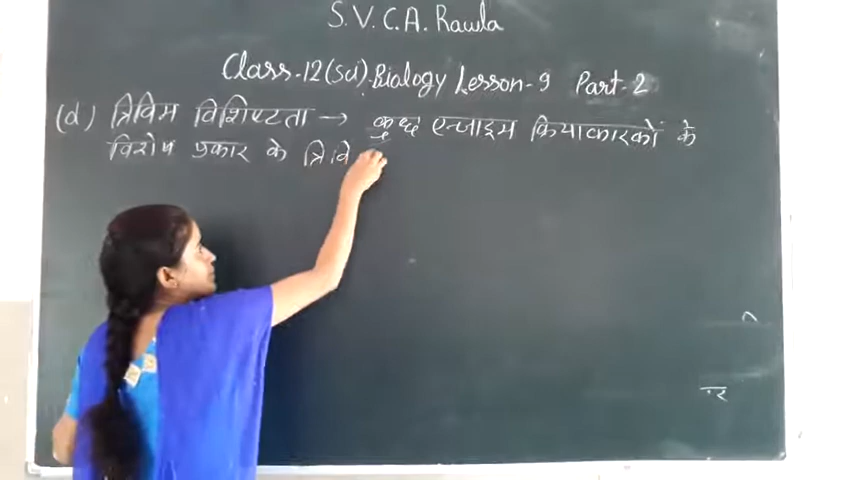 S.V.C.A. Rawla
Class-12(sci) Biology Lesson-9 Part-2
(d) त्रिविम विशिष्टता → कुछ एन्जाइम क्रियाकारकों के
विशेष प्रकार के त्रिवि